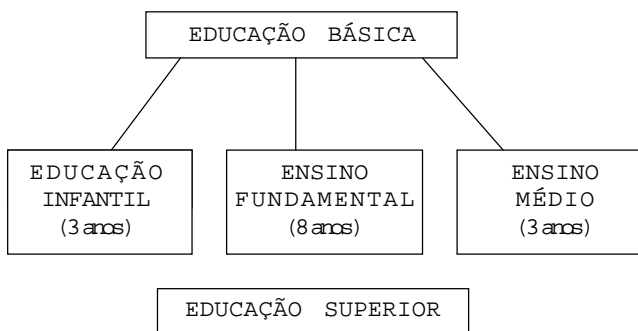 EDUCAÇÃO BÁSICA
EDUCAÇÃO
INFANTIL
(3 anos)
ENSINO
FUNDAMENTAL
(8 anos)
ENSINO
MÉDIO
(3 anos)
EDUCAÇÃO SUPERIOR